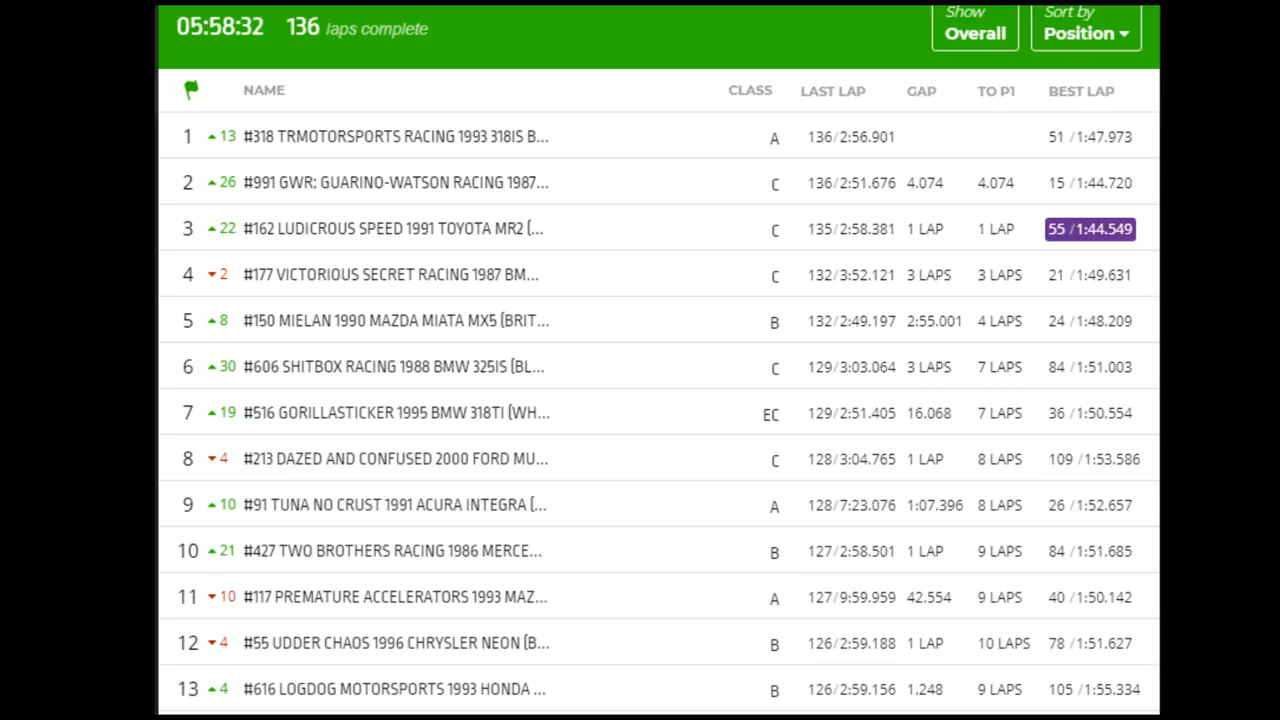 Show Sort by
05:58:32 136 laps complete Overall Position
NAME CLASS LAST LAP GAP TO P1 BEST LAP
1 13 #318 TRMOTORSPORTS RACING 1993 318IS B... A 136/2:56.901 51 /1:47.973
2 26 #991 GWR: GUARINO-WATSON RACING 1987... C 136/2:51.676 4.074 4.074 15 /1:44.720
3 22 #162 LUDICROUS SPEED 1991 TOYOTA MR2 (... C 135/2:58.381 1 LAP 1 LAP 55 /1:44.549
4 2 #177 VICTORIOUS SECRET RACING 1987 BM... C 132/3:52.121 3 LAPS 3 LAPS 21 /1:49.631
5 8 #150 MIELAN 1990 MAZDA MIATA MX5 (BRIT... B 132/2:49.197 2:55.001 4 LAPS 24 /1:48.209
6 30 #606 SHITBOX RACING 1988 BMW 325IS (BL... C 129/3:03.064 3 LAPS 7 LAPS 84 /1:51.003
7 19 #516 GORILLASTICKER 1995 BMW 318TI (WH... EC 129/2:51.405 16.068 7 LAPS 36 /1:50.554
8 4 #213 DAZED AND CONFUSED 2000 FORD MU... C 128/3:04.765 1 LAP 8 LAPS 109 /1:53.586
9 10 #91 TUNA NO CRUST 1991 ACURA INTEGRA (... A 128/7:23.076 1:07.396 8 LAPS 26 /1:52.657
10 21 #427 TWO BROTHERS RACING 1986 MERCE... B 127/2:58.501 1 LAP 9 LAPS 84 /1:51.685
11 10 #117 PREMATURE ACCELERATORS 1993 MAZ... A 127/9:59.959 42.554 9 LAPS 40 /1:50.142
12 4 #55 UDDER CHAOS 1996 CHRYSLER NEON (B... B 126/2:59.188 1 LAP 10 LAPS 78 /1:51.627
13 4 #616 LOGDOG MOTORSPORTS 1993 HONDA ... B 126/2:59.156 1.248 9 LAPS 105 /1:55.334